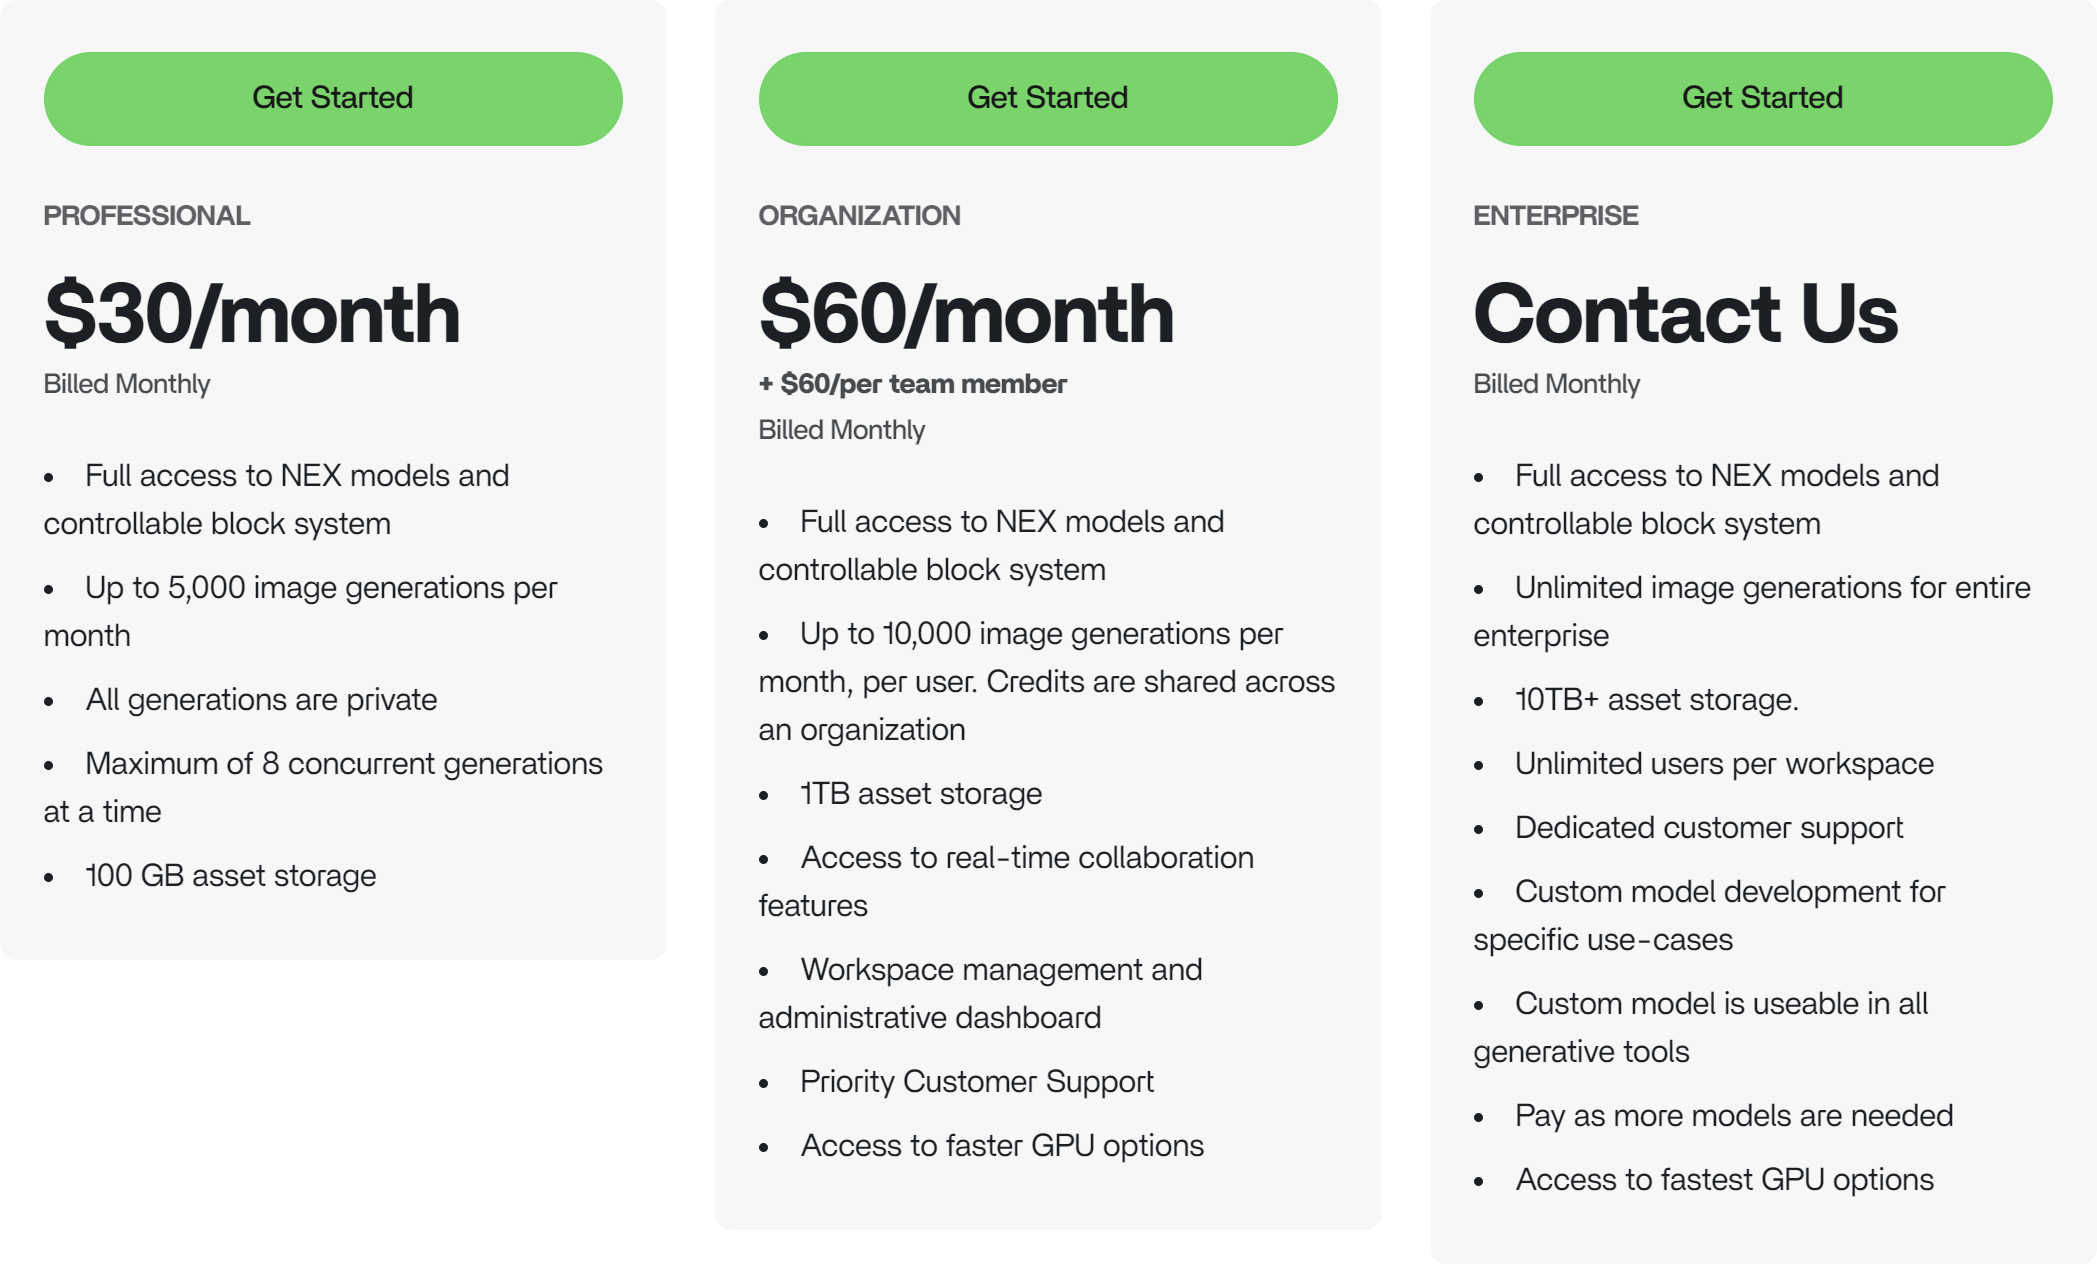 Get Started
PROFESSIONAL
$30/month
Billed Monthly
• Full access to NEX models and
controllable block system
• Up to 5,000 image generations per
month
• All generations are private
• Maximum of 8 concurrent generations
at a time
• 100 GB asset storage
Get Started
ORGANIZATION
$60/month
+ $60/per team member
Billed Monthly
• Full access to NEX models and
controllable block system
• Up to 10,000 image generations per
month, per user. Credits are shared across
an organization
• 1TB asset storage
• Access to real-time collaboration
features
• Workspace management and
administrative dashboard
• Priority Customer Support
• Access to faster GPU options
Get Started
ENTERPRISE
Contact Us
Billed Monthly
• Full access to NEX models and
controllable block system
• Unlimited image generations for entire
enterprise
• 10TB+ asset storage.
• Unlimited users per workspace
• Dedicated customer support
• Custom model development for
specific use-cases
• Custom model is useable in all
generative tools
• Pay as more models are needed
• Access to fastest GPU options